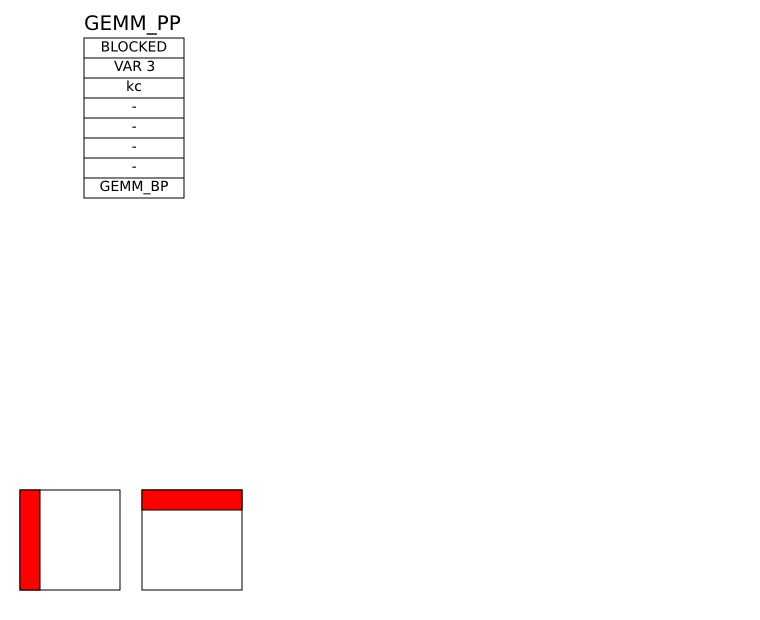 GEMM_PP
BLOCKED
VAR 3
kc
-
-
-
-
GEMM_BP